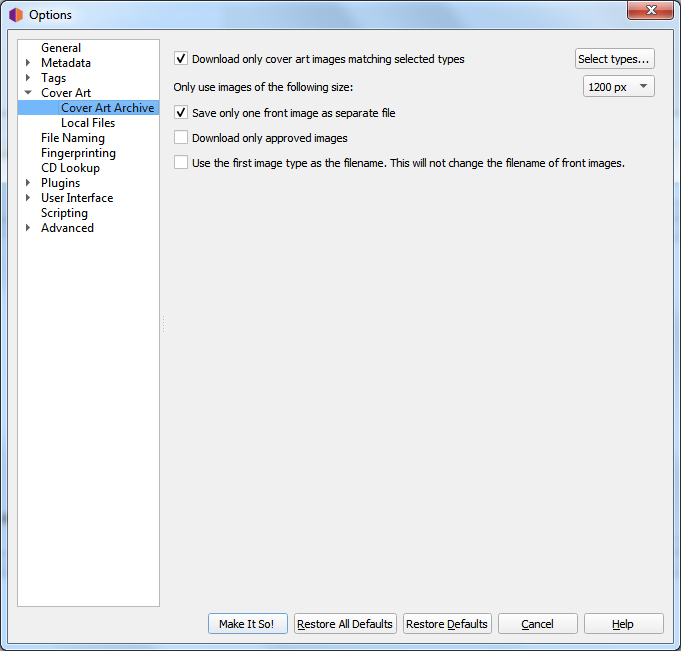 Options
General
Metadata
Tags
Cover Art
Cover Art Archive
Local Files
File Naming
Fingerprinting
CD Lookup
Plugins
User Interface
Scripting
Advanced
Download only cover art images matching selected types
Select types...
Only use images of the following size:
1200 px
Save only one front image as separate file
Download only approved images
Use the first image type as the filename. This will not change the filename of front images.
Make It So!
Restore All Defaults
Restore Defaults
Cancel
Help